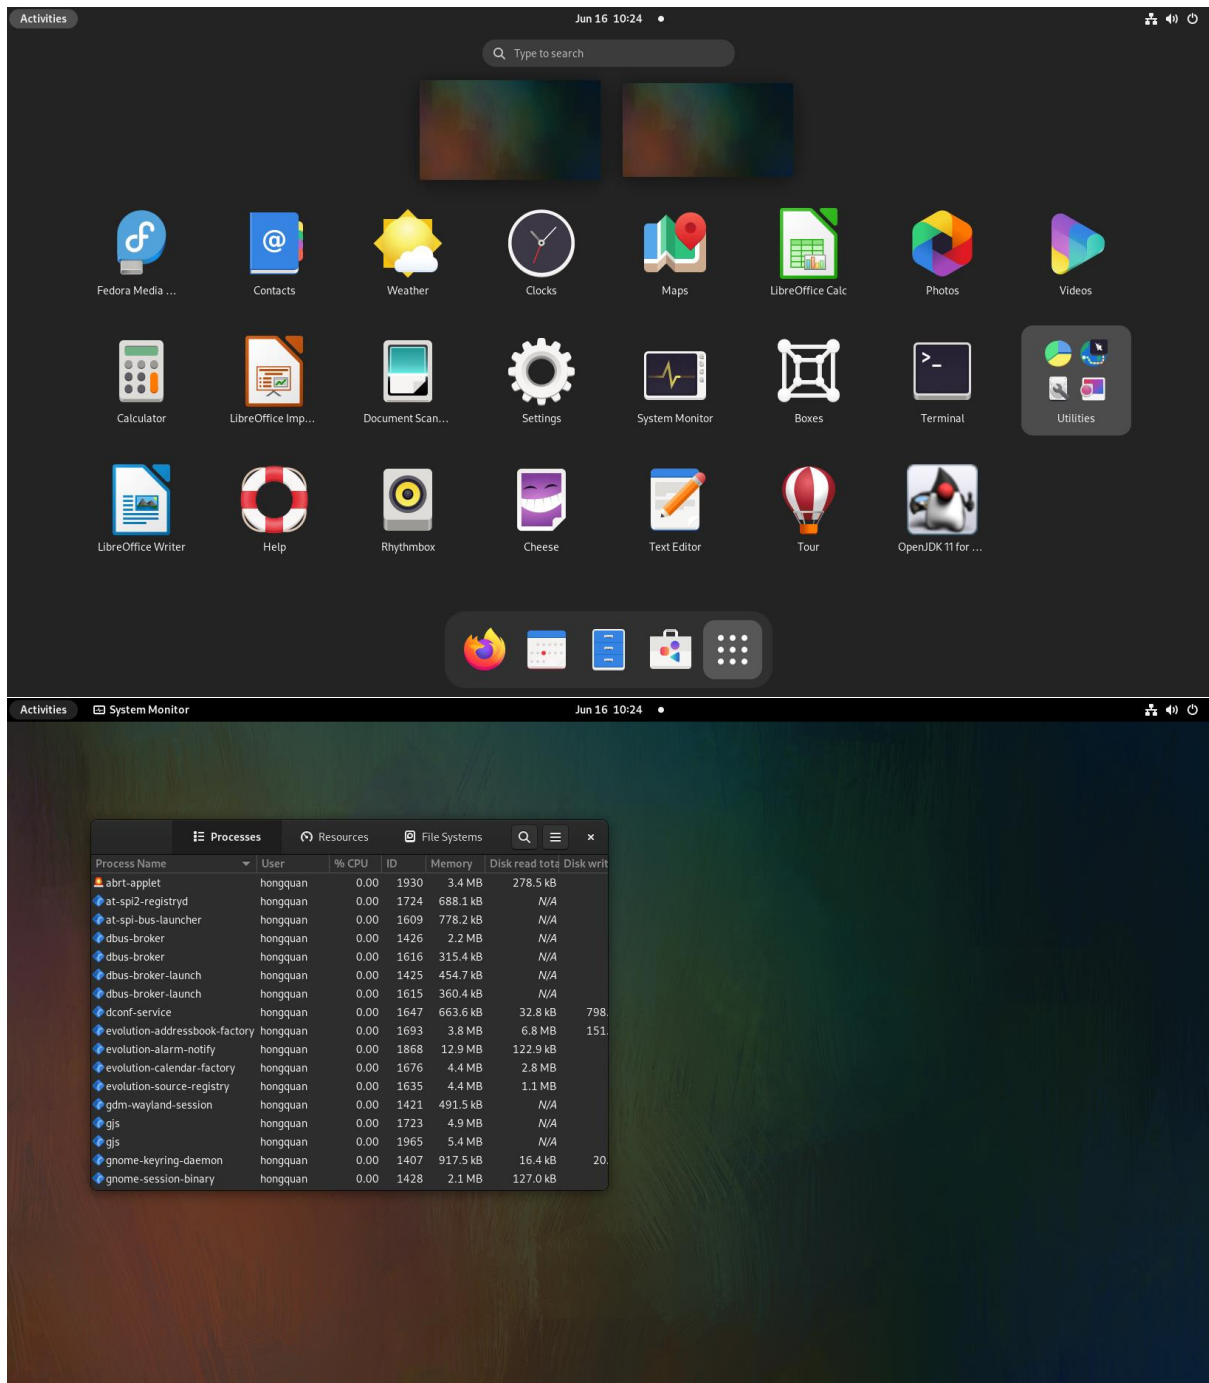 Activities
Jun 16 10:24
Type to search
Fedora Media ...
Contacts
Weather
Clocks
Maps
LibreOffice Calc
Photos
Videos
Calculator
LibreOffice Imp...
Document Scan...
Settings
System Monitor
Boxes
Terminal
Utilities
LibreOffice Writer
Help
Rhythmbox
Cheese
Text Editor
Tour
OpenJDK 11 for ...
Activities System Monitor Jun 16 10:24
Processes Resources File Systems
Process Name User % CPU ID Memory Disk read tota Disk writ
abrt-applet hongquan 0.00 1930 3.4 MB 278.5 kB
at-spi2-registryd hongquan 0.00 1724 688.1 kB N/A
at-spi-bus-launcher hongquan 0.00 1609 778.2 kB N/A
dbus-broker hongquan 0.00 1426 2.2 MB N/A
dbus-broker hongquan 0.00 1616 315.4 kB N/A
dbus-broker-launch hongquan 0.00 1425 454.7 kB N/A
dbus-broker-launch hongquan 0.00 1615 360.4 kB N/A
dconf-service hongquan 0.00 1647 663.6 kB 32.8 kB 798.
evolution-addressbook-factory hongquan 0.00 1693 3.8 MB 6.8 MB 151.
evolution-alarm-notify hongquan 0.00 1868 12.9 MB 122.9 kB
evolution-calendar-factory hongquan 0.00 1676 4.4 MB 2.8 MB
evolution-source-registry hongquan 0.00 1635 4.4 MB 1.1 MB
gdm-wayland-session hongquan 0.00 1421 491.5 kB N/A
gjs hongquan 0.00 1723 4.9 MB N/A
gjs hongquan 0.00 1965 5.4 MB N/A
gnome-keyring-daemon hongquan 0.00 1407 917.5 kB 16.4 kB 20.
gnome-session-binary hongquan 0.00 1428 2.1 MB 127.0 kB